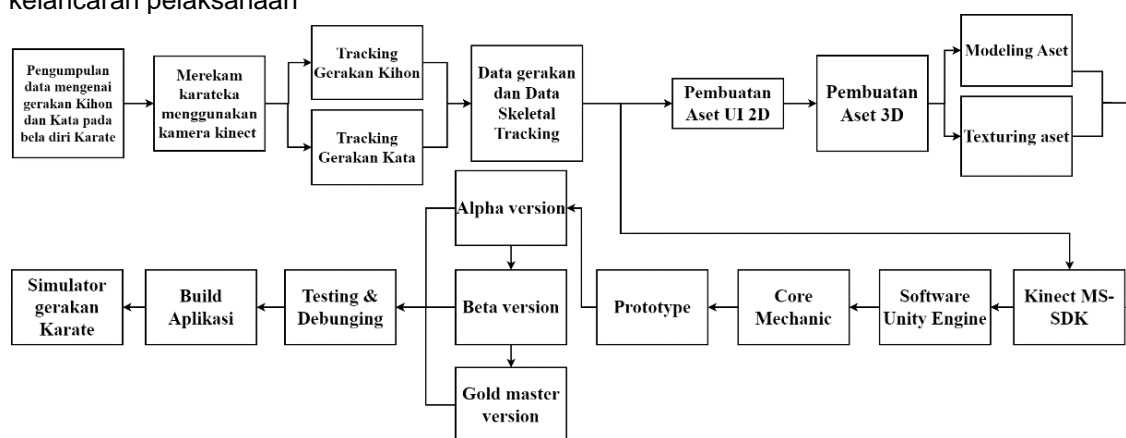 kelancaran pelaksanaan
Pengumpulan
data mengenai
gerakan Kihon
dan Kata pada
bela diri Karate
Merekam
karateka
menggunakan
kamera kinect
Tracking
Gerakan Kihon
Tracking
Gerakan Kata
Data gerakan
dan Data
Skeletal
Tracking
Pembuatan
Aset UI 2D
Pembuatan
Aset 3D
Modeling Aset
Texturing aset
Kinect MS-
SDK
Software
Unity Engine
Core
Mechanic
Prototype
Alpha version
Beta version
Gold master
version
Testing &
Debunging
Build
Aplikasi
Simulator
gerakan
Karate